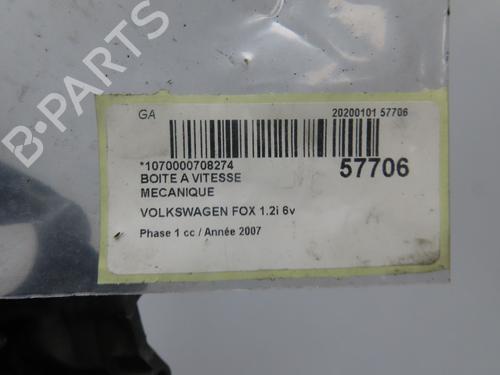 B-PARTS
GA 20200101 57706
*1070000708274
BOITE A VITESSE 57706
MECANIQUE
VOLKSWAGEN FOX 1.2i 6v
Phase 1 cc / Année 2007